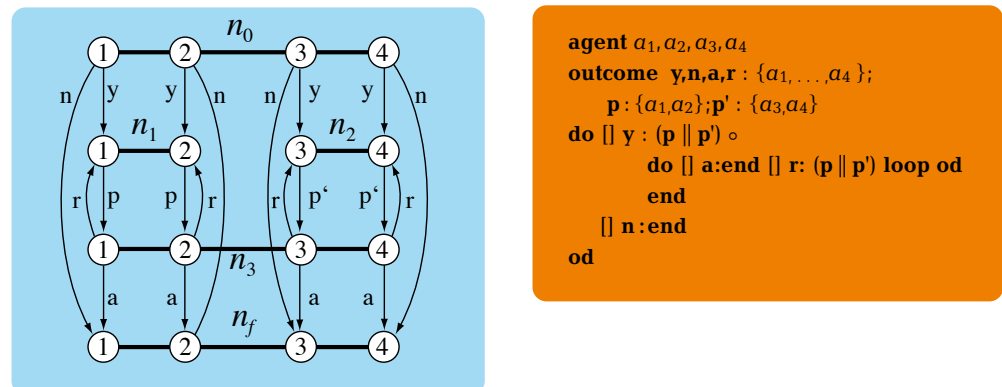 n₀
1 2 3 4
n y y n n y y n
n₁ n₂
1 2 3 4
r p p r r p‘ p‘ r
1 2 3 4
n₃
a a a a
n_f
1 2 3 4
agent a₁,a₂,a₃,a₄
outcome y,n,a,r : {a₁,...,a₄};
p : {a₁,a₂};p' : {a₃,a₄}
do [] y : (p || p') ∘
do [] a:end [] r: (p || p') loop od
end
[] n:end
od